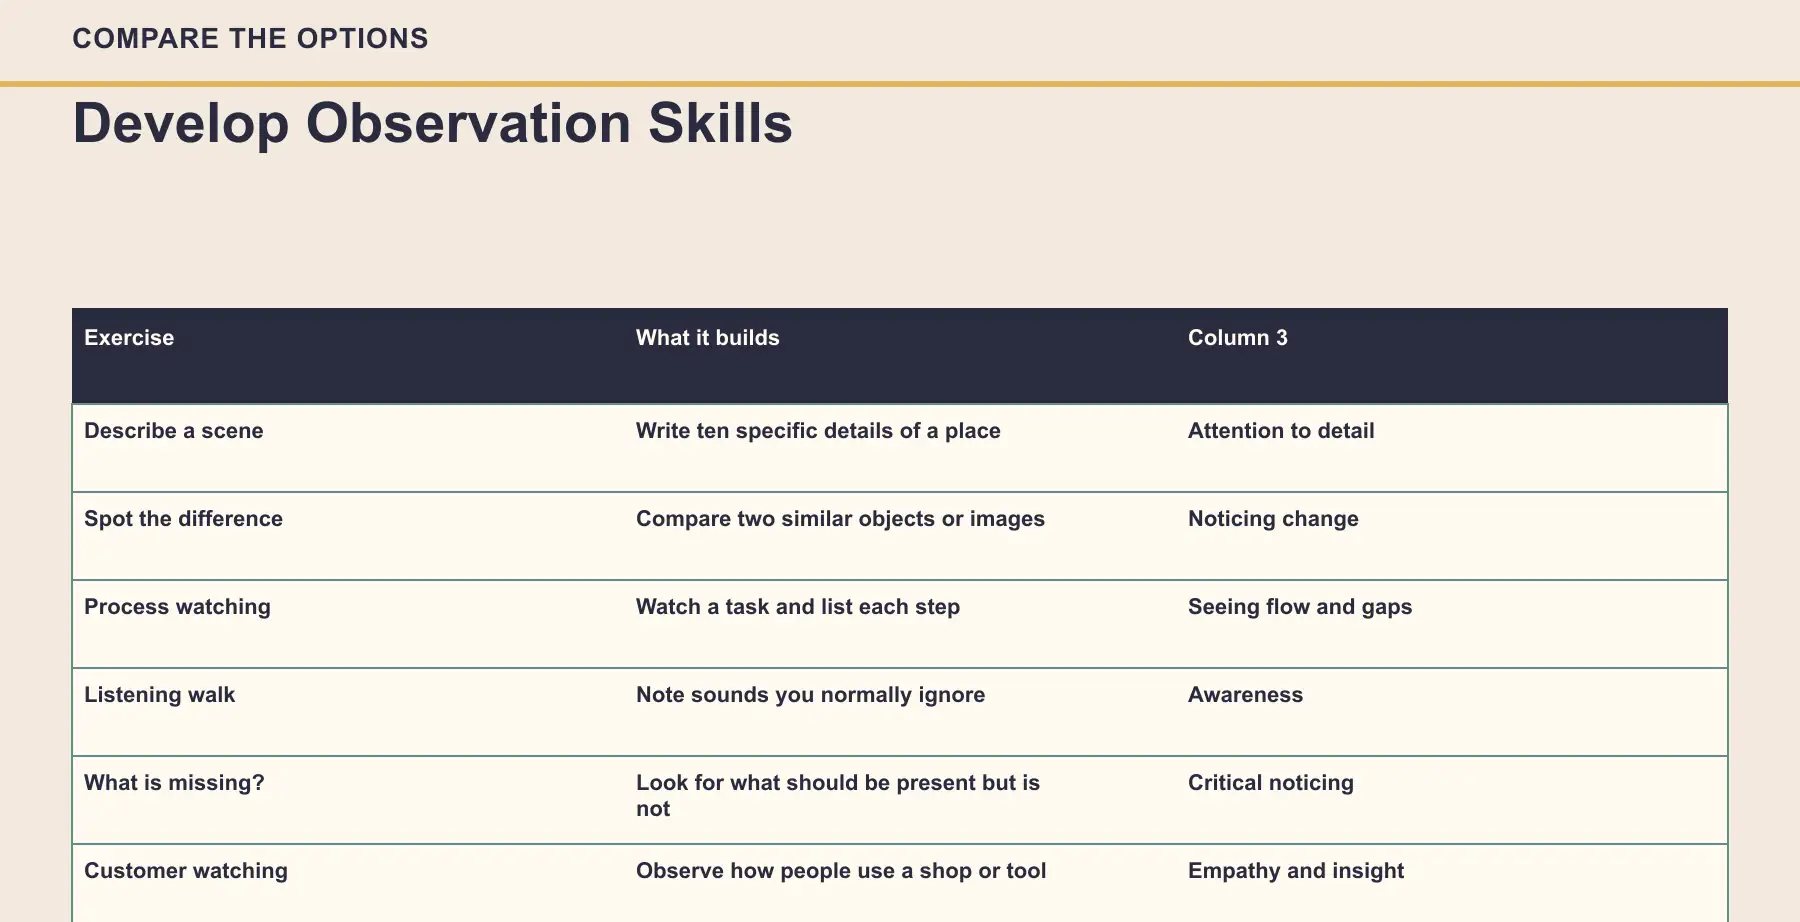 COMPARE THE OPTIONS
Develop Observation Skills
Exercise What it builds Column 3
Describe a scene Write ten specific details of a place Attention to detail
Spot the difference Compare two similar objects or images Noticing change
Process watching Watch a task and list each step Seeing flow and gaps
Listening walk Note sounds you normally ignore Awareness
What is missing? Look for what should be present but is Critical noticing
not
Customer watching Observe how people use a shop or tool Empathy and insight